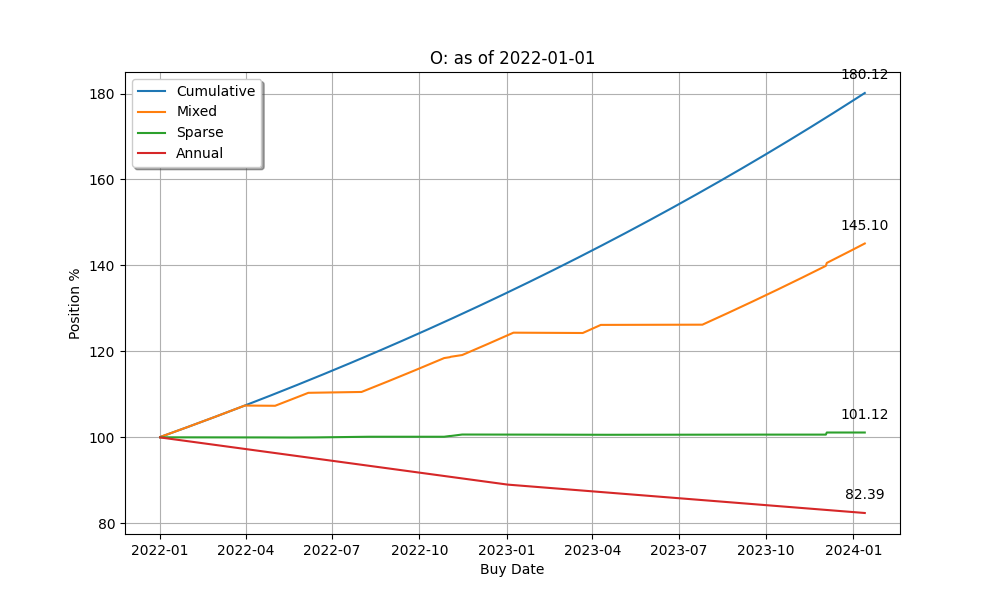 O: as of 2022-01-01
Cumulative
Mixed
Sparse
Annual
180.12
145.10
101.12
82.39
Position %
180
160
140
120
100
80
2022-01 2022-04 2022-07 2022-10 2023-01 2023-04 2023-07 2023-10 2024-01
Buy Date